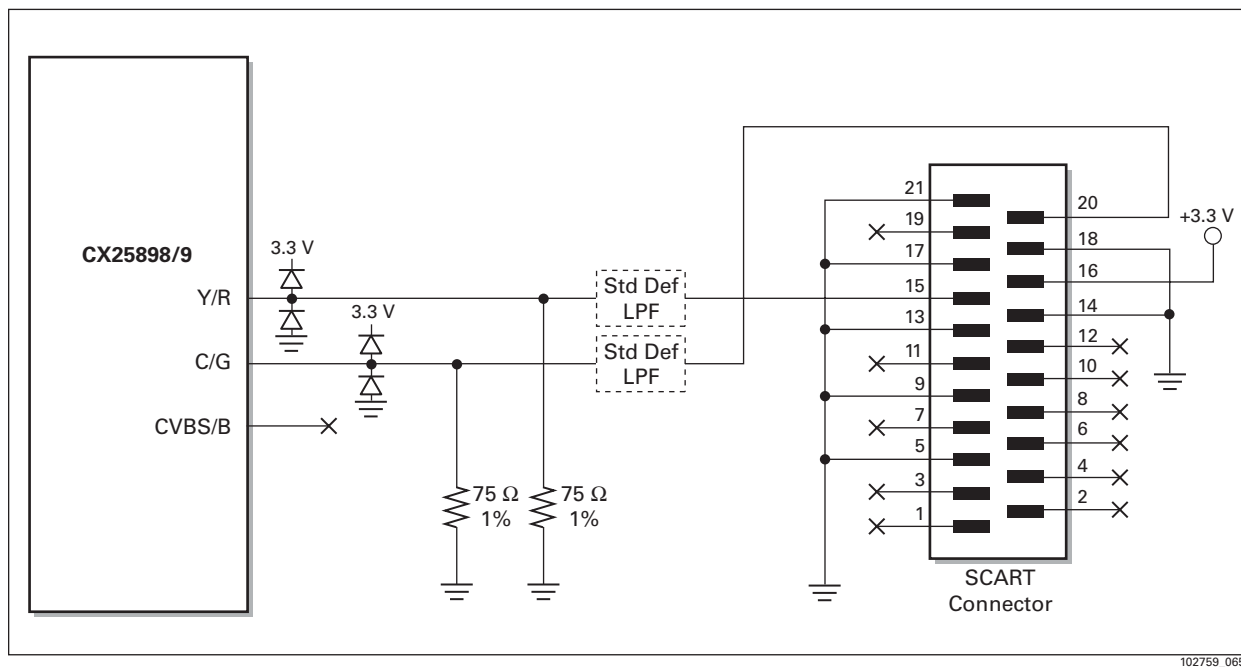 CX25898/9
Y/R
C/G
CVBS/B
3.3 V
3.3 V
75 Ω
1%
75 Ω
1%
Std Def
LPF
Std Def
LPF
21
19
17
15
13
11
9
7
5
3
1
20
18
16
14
12
10
8
6
4
2
+3.3 V
SCART
Connector